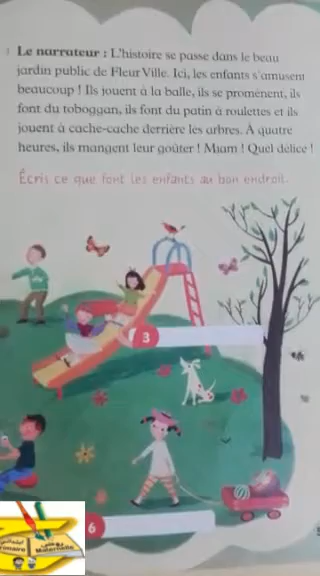 Le narrateur : L'histoire se passe dans le beau
jardin public de Fleur Ville. Ici, les enfants s'amusent
beaucoup ! Ils jouent à la balle, ils se promènent, ils
font du toboggan, ils font du patin à roulettes et ils
jouent à cache-cache derrière les arbres. À quatre
heures, ils mangent leur goûter ! Miam ! Quel délice !
Écris ce que font les enfants au bon endroit.
3
6
Maternelle